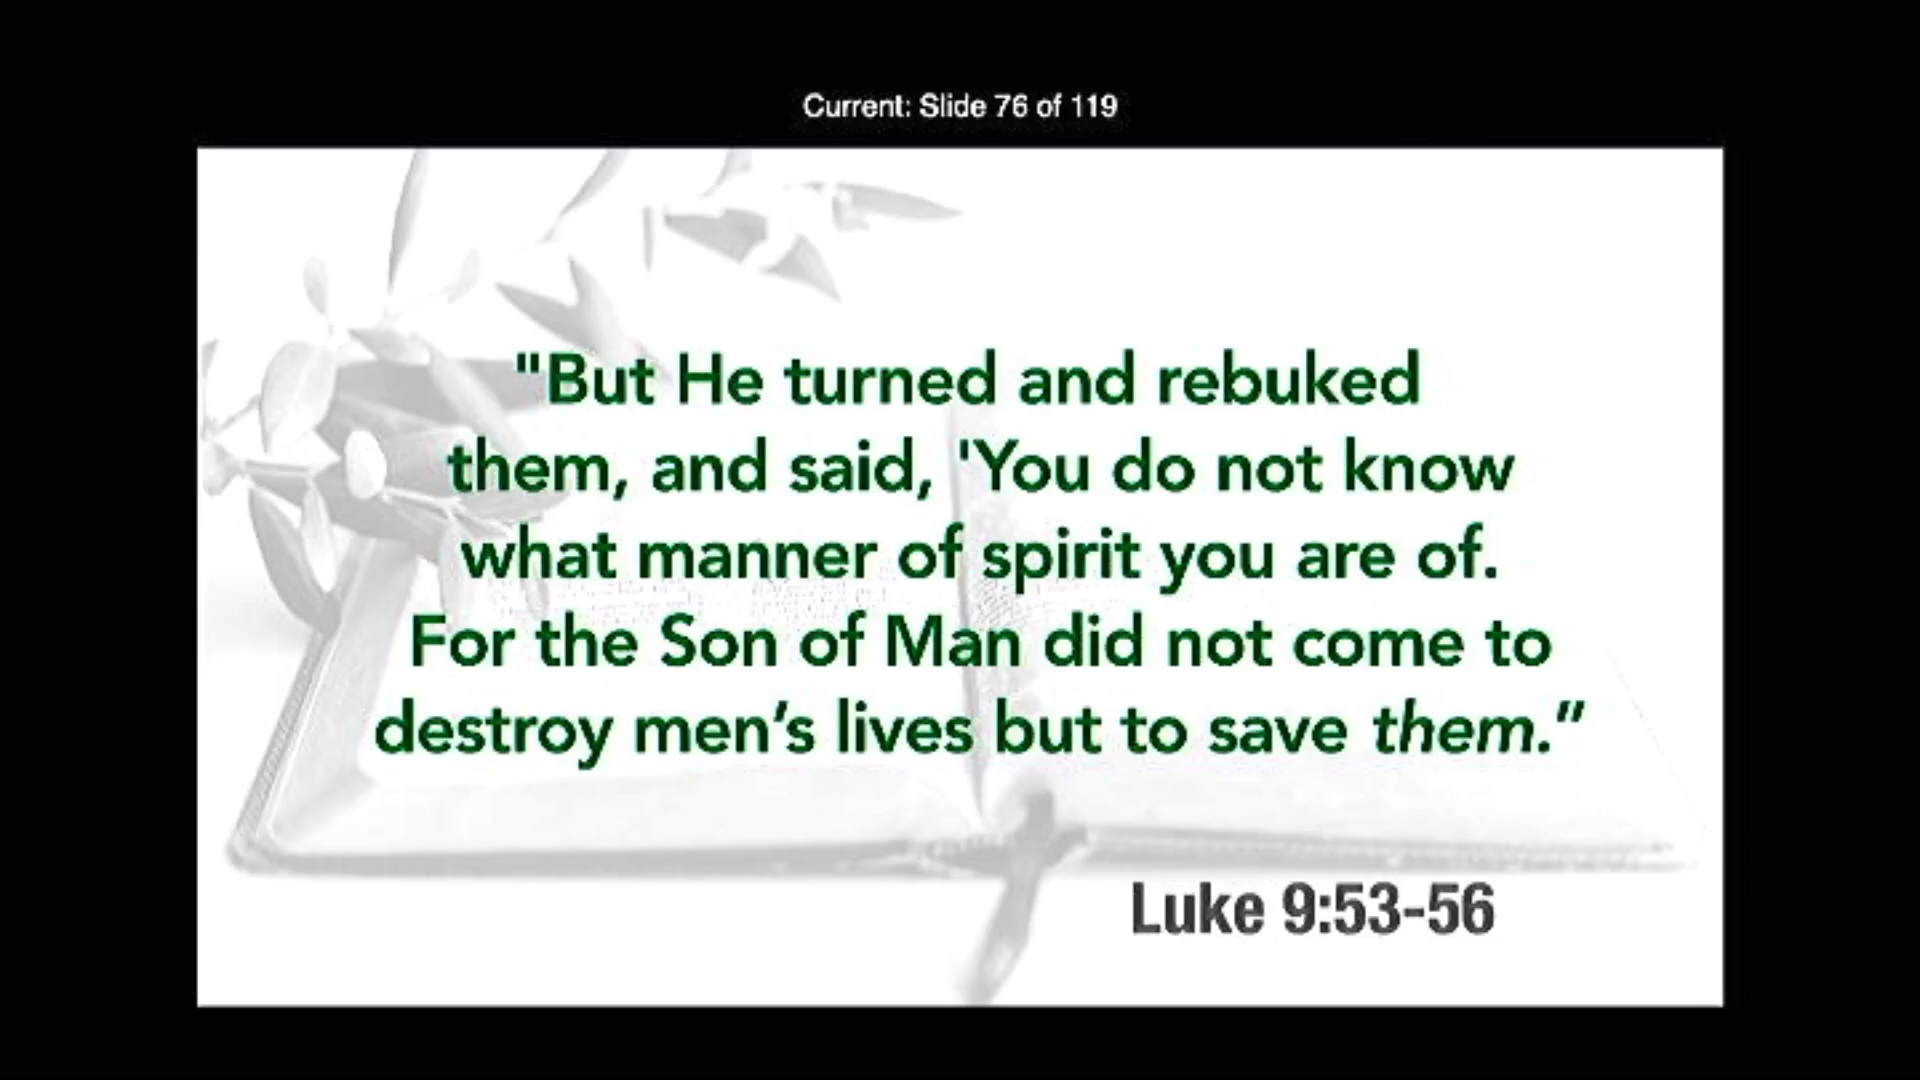 Current: Slide 76 of 119
"But He turned and rebuked
them, and said, 'You do not know
what manner of spirit you are of.
For the Son of Man did not come to
destroy men’s lives but to save them.”
Luke 9:53-56